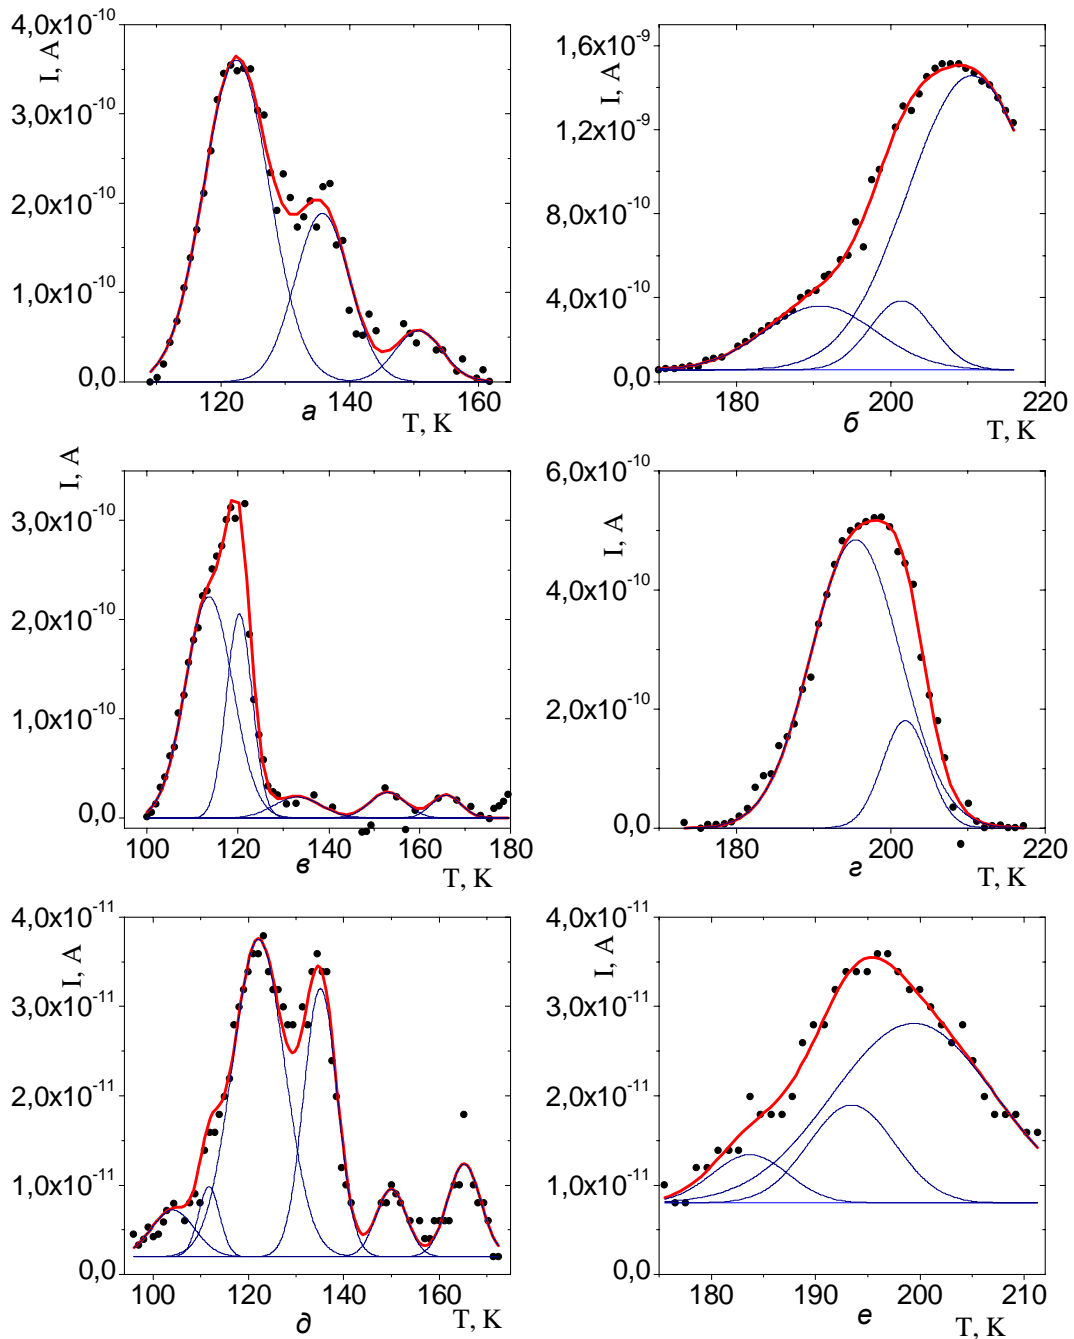 I, A
4,0x10⁻¹⁰
3,0x10⁻¹⁰
2,0x10⁻¹⁰
1,0x10⁻¹⁰
0,0
120 140 160
а T, K
I, A
1,6x10⁻⁹
1,2x10⁻⁹
8,0x10⁻¹⁰
4,0x10⁻¹⁰
0,0
180 200 220
б T, K
I, A
3,0x10⁻¹⁰
2,0x10⁻¹⁰
1,0x10⁻¹⁰
0,0
100 120 140 160 180
в T, K
I, A
6,0x10⁻¹⁰
4,0x10⁻¹⁰
2,0x10⁻¹⁰
0,0
180 200 220
г T, K
I, A
4,0x10⁻¹¹
3,0x10⁻¹¹
2,0x10⁻¹¹
1,0x10⁻¹¹
0,0
100 120 140 160
д T, K
I, A
4,0x10⁻¹¹
3,0x10⁻¹¹
2,0x10⁻¹¹
1,0x10⁻¹¹
0,0
180 190 200 210
е T, K